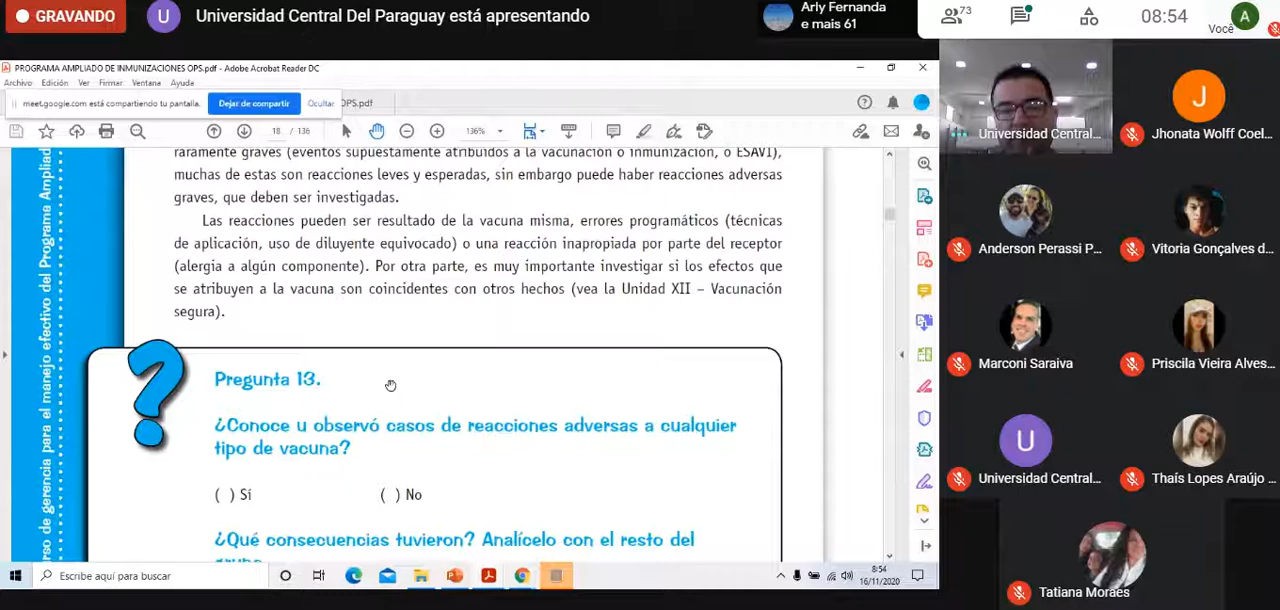 GRAVANDO
U
Universidad Central Del Paraguay está apresentando
Arly Fernanda
e mais 61
73
08:54
Você
A
PROGRAMA AMPLIADO DE INMUNIZACIONES OPS.pdf - Adobe Acrobat Reader DC
Archivo Edición Ver Firmar Ventana Ayuda
meet.google.com está compartiendo tu pantalla.
Dejar de compartir
Ocultar
OPS.pdf
18 / 136
136%
raramente graves (eventos supuestamente atribuidos a la vacunación o inmunización, o ESAVI),
muchas de estas son reacciones leves y esperadas, sin embargo puede haber reacciones adversas
graves, que deben ser investigadas.
Las reacciones pueden ser resultado de la vacuna misma, errores programáticos (técnicas
de aplicación, uso de diluyente equivocado) o una reacción inapropiada por parte del receptor
(alergia a algún componente). Por otra parte, es muy importante investigar si los efectos que
se atribuyen a la vacuna son coincidentes con otros hechos (vea la Unidad XII – Vacunación
segura).
urso de gerencia para el manejo efectivo del Programa Ampliad
?
Pregunta 13.
¿Conoce u observó casos de reacciones adversas a cualquier
tipo de vacuna?
( ) Sí
( ) No
¿Qué consecuencias tuvieron? Analícelo con el resto del
Escribe aquí para buscar
8:54
16/11/2020
Universidad Central...
J
Jhonata Wolff Coel...
Anderson Perassi P...
Vitoria Gonçalves d...
Marconi Saraiva
Priscila Vieira Alves...
U
Universidad Central...
Thaís Lopes Araújo ...
Tatiana Moraes